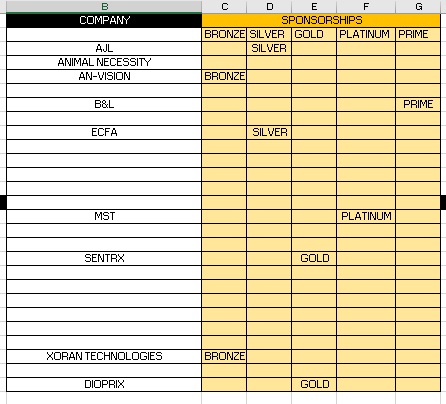 B C D E F G
COMPANY SPONSORSHIPS
BRONZE SILVER GOLD PLATINUM PRIME
AJL SILVER
ANIMAL NECESSITY
AN-VISION BRONZE
B&L PRIME
ECFA SILVER
MST PLATINUM
SENTRX GOLD
XORAN TECHNOLOGIES BRONZE
DIOPRIX GOLD